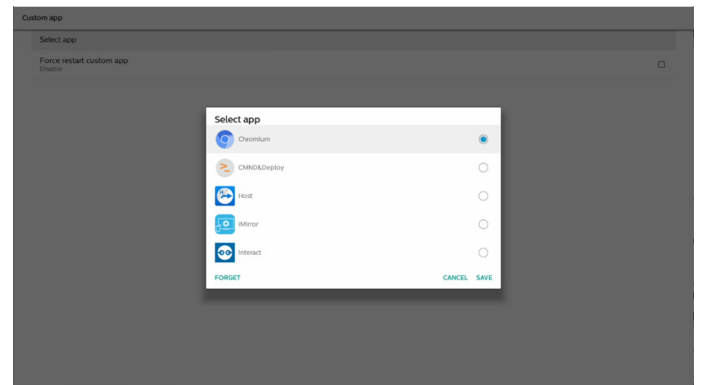 Custom app
Select app
Force restart custom app
Disable
Select app
Chromium
CMND&Deploy
Host
iMirror
Interact
FORGET CANCEL SAVE